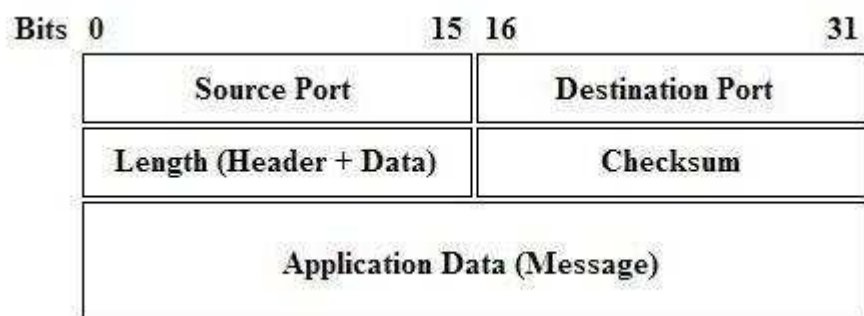 Bits 0 15 16 31
Source Port Destination Port
Length (Header + Data) Checksum
Application Data (Message)